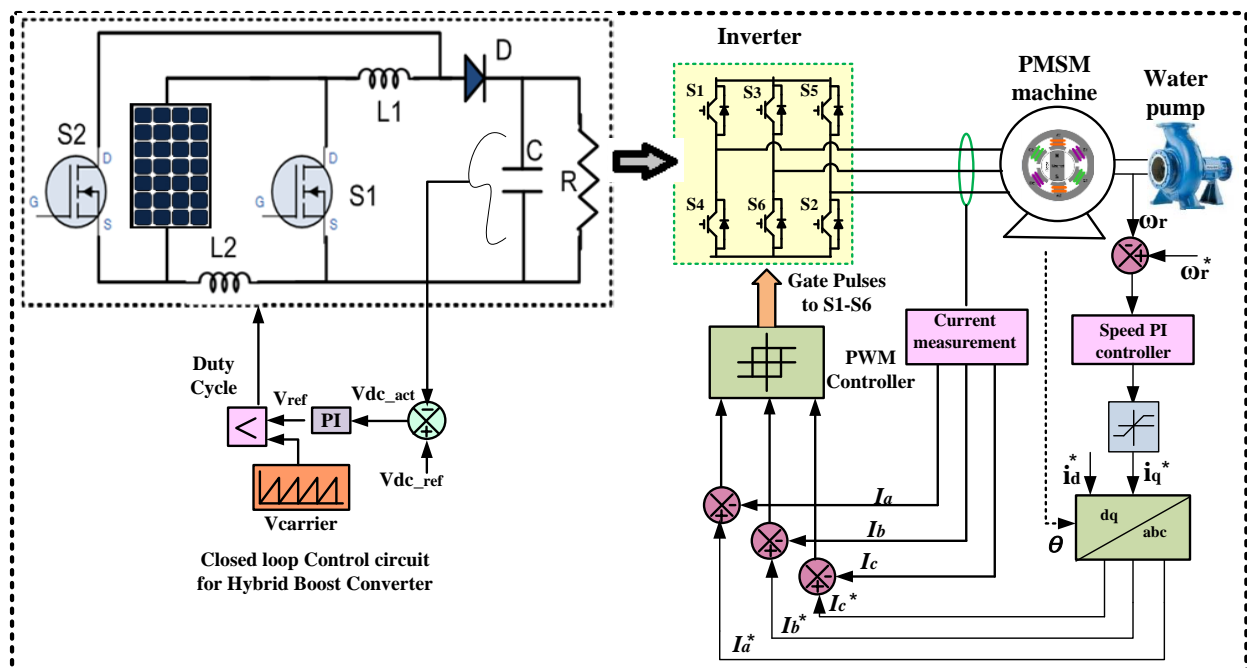 Inverter
PMSM
machine
Water
pump
D
L1
S2
D
G
S
D
S1
G
S
C
R
L2
S1
S3
S5
S4
S6
S2
ωr
ωr*
Gate Pulses
to S1-S6
Current
measurement
Speed PI
controller
PWM
Controller
Duty
Cycle
Vref
PI
Vdc_act
<
Vdc_ref
Vcarrier
Closed loop Control circuit
for Hybrid Boost Converter
id*
iq*
dq
abc
θ
Ia
Ib
Ic
Ic*
Ib*
Ia*